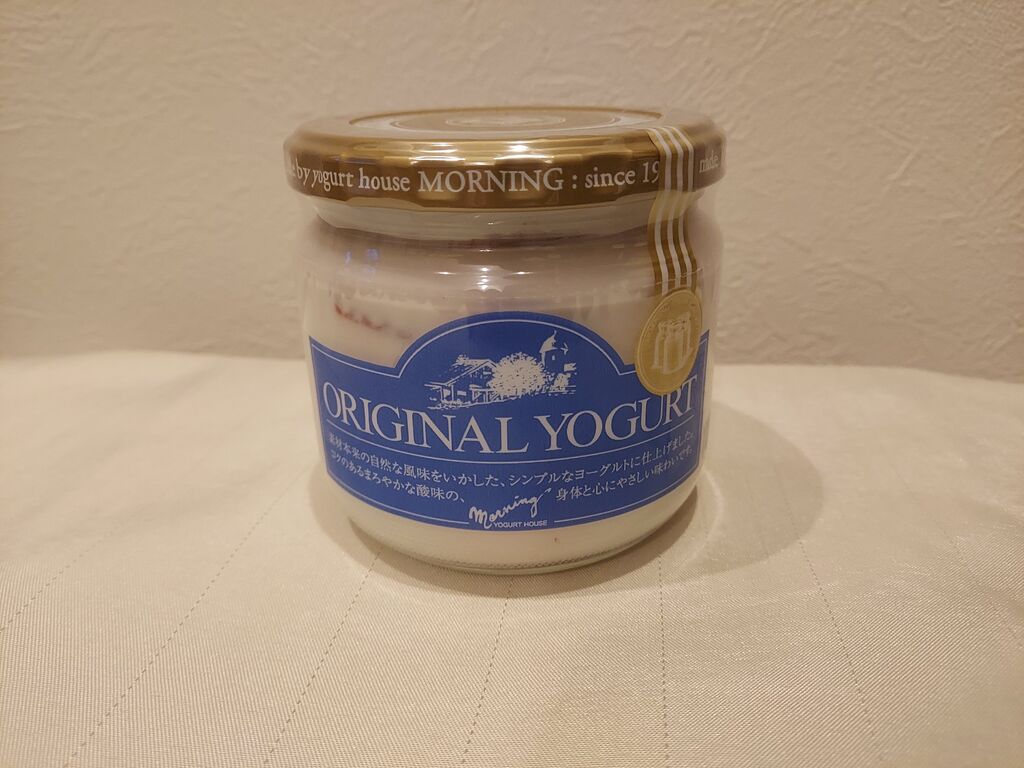 by yogurt house MORNING : since 19
made
ORIGINAL YOGURT
素材本来の自然な風味をいかした、シンプルなヨーグルトに仕上げました。
コクのあるまろやかな酸味の、身体と心にやさしい味わいです。
Morning
YOGURT HOUSE